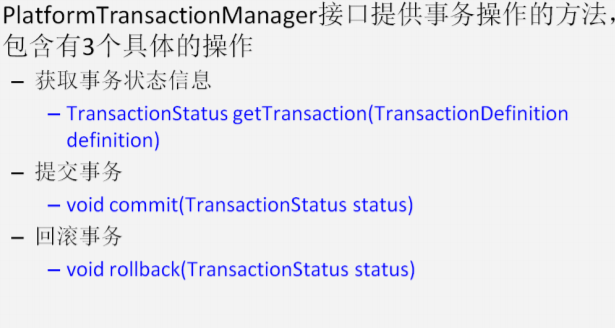 PlatformTransactionManager接口提供事务操作的方法,
包含有3个具体的操作
– 获取事务状态信息
– TransactionStatus getTransaction(TransactionDefinition
definition)
– 提交事务
– void commit(TransactionStatus status)
– 回滚事务
– void rollback(TransactionStatus status)